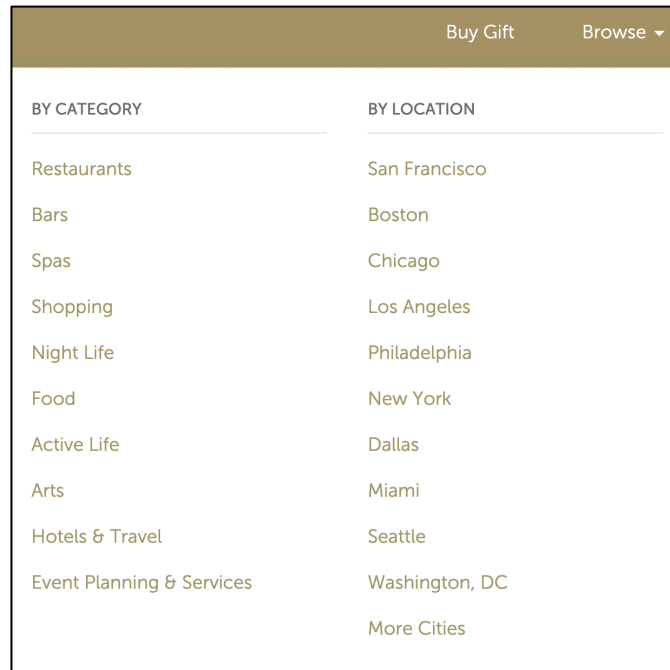 Buy Gift Browse
BY CATEGORY
Restaurants
Bars
Spas
Shopping
Night Life
Food
Active Life
Arts
Hotels & Travel
Event Planning & Services
BY LOCATION
San Francisco
Boston
Chicago
Los Angeles
Philadelphia
New York
Dallas
Miami
Seattle
Washington, DC
More Cities